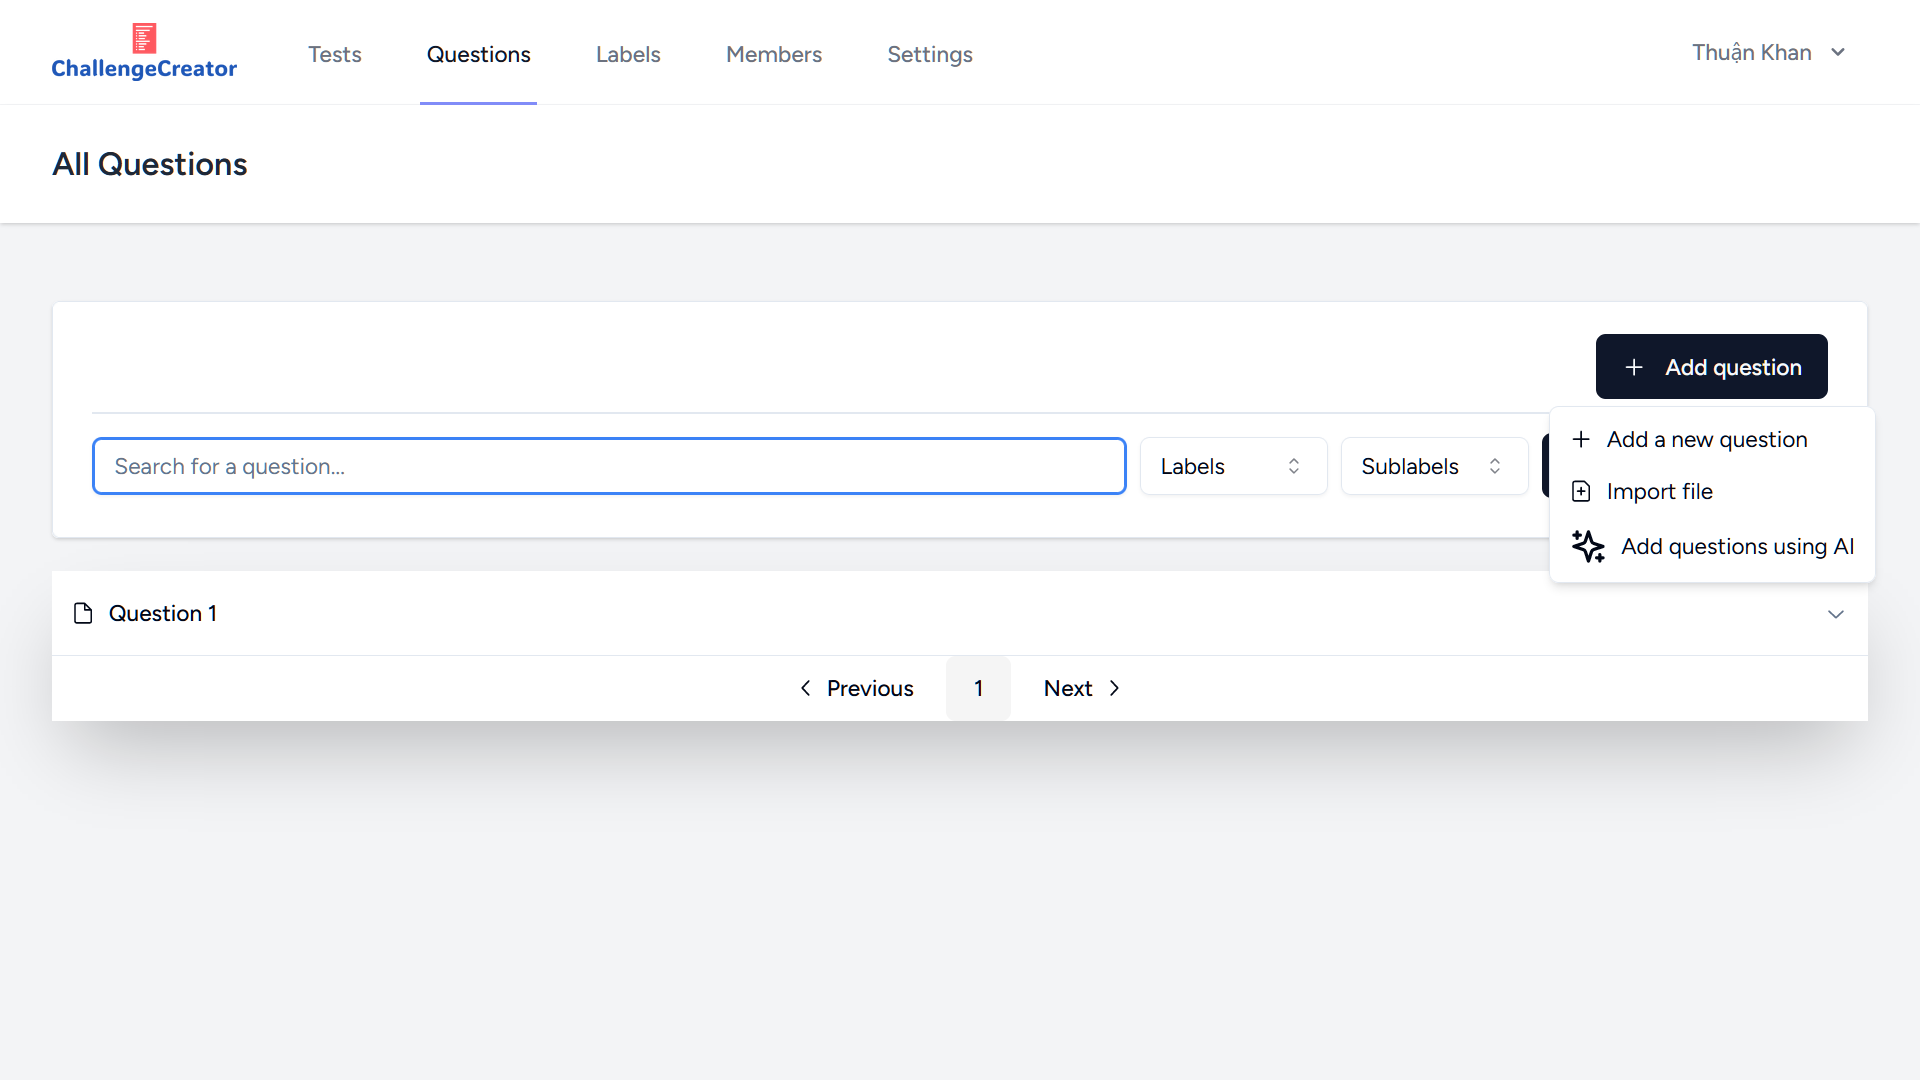 ChallengeCreator
Tests
Questions
Labels
Members
Settings
Thuận Khan
All Questions
Add question
Search for a question...
Labels
Sublabels
Add a new question
Import file
Add questions using AI
Question 1
Previous
1
Next